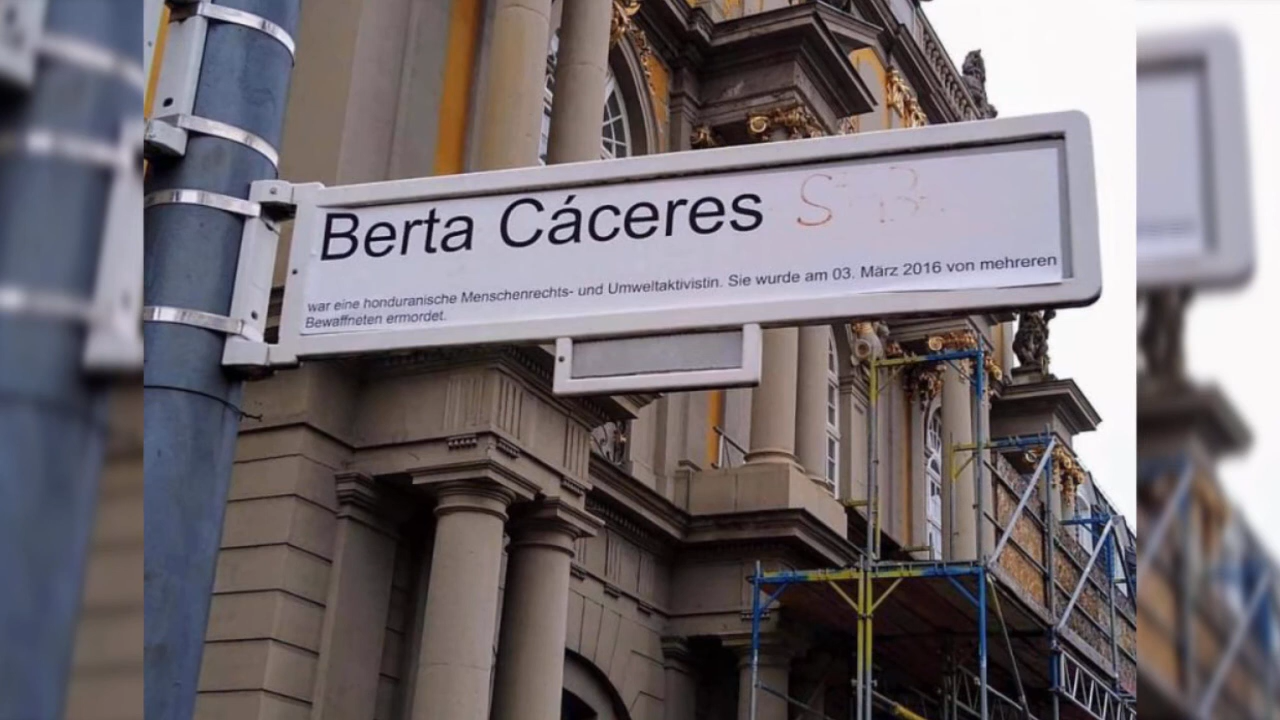 Berta Cáceres
war eine honduranische Menschenrechts- und Umweltaktivistin. Sie wurde am 03. März 2016 von mehreren
Bewaffneten ermordet.